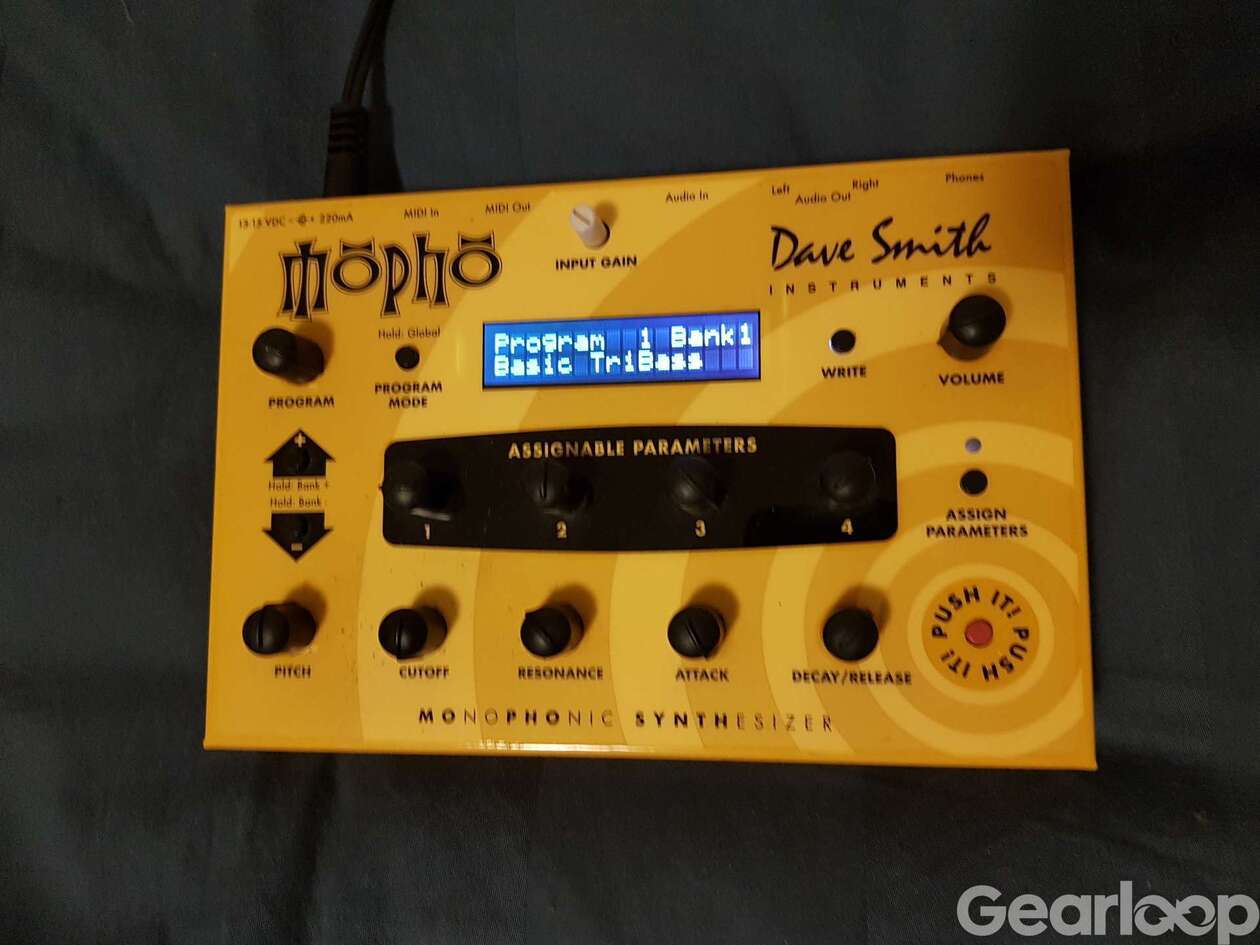 13-15 VDC - + 220mA
MIDI In
MIDI Out
Audio In
Left
Right
Audio Out
Phones
mōphō
INPUT GAIN
Dave Smith
INSTRUMENTS
Hold: Global
Program 1 Bank1
Basic TriBass
PROGRAM
PROGRAM
MODE
WRITE
VOLUME
+
Hold: Bank +
Hold: Bank -
-
ASSIGNABLE PARAMETERS
1
2
3
4
ASSIGN
PARAMETERS
PUSH IT! PUSH IT!
PITCH
CUTOFF
RESONANCE
ATTACK
DECAY/RELEASE
MONOPHONIC SYNTHESIZER
Gearloop